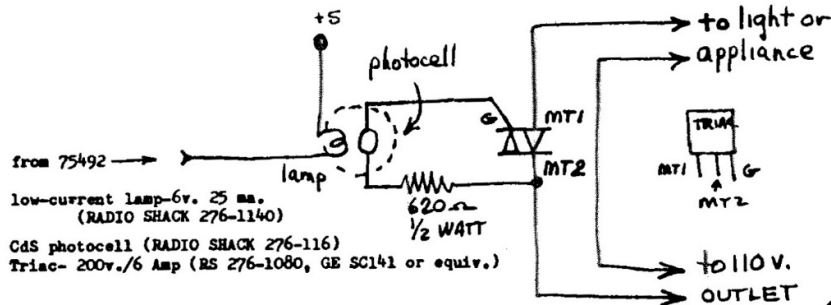 +5
to light or
appliance
photocell
G
MT1
TRIAC
from 75492
lamp
MT2
MT1
G
MT2
low-current lamp-6v. 25 ma.
(RADIO SHACK 276-1140)
620Ω
1/2 WATT
CdS photocell (RADIO SHACK 276-116)
Triac- 200v./6 Amp (RS 276-1080, GE SC141 or equiv.)
to 110 v.
OUTLET